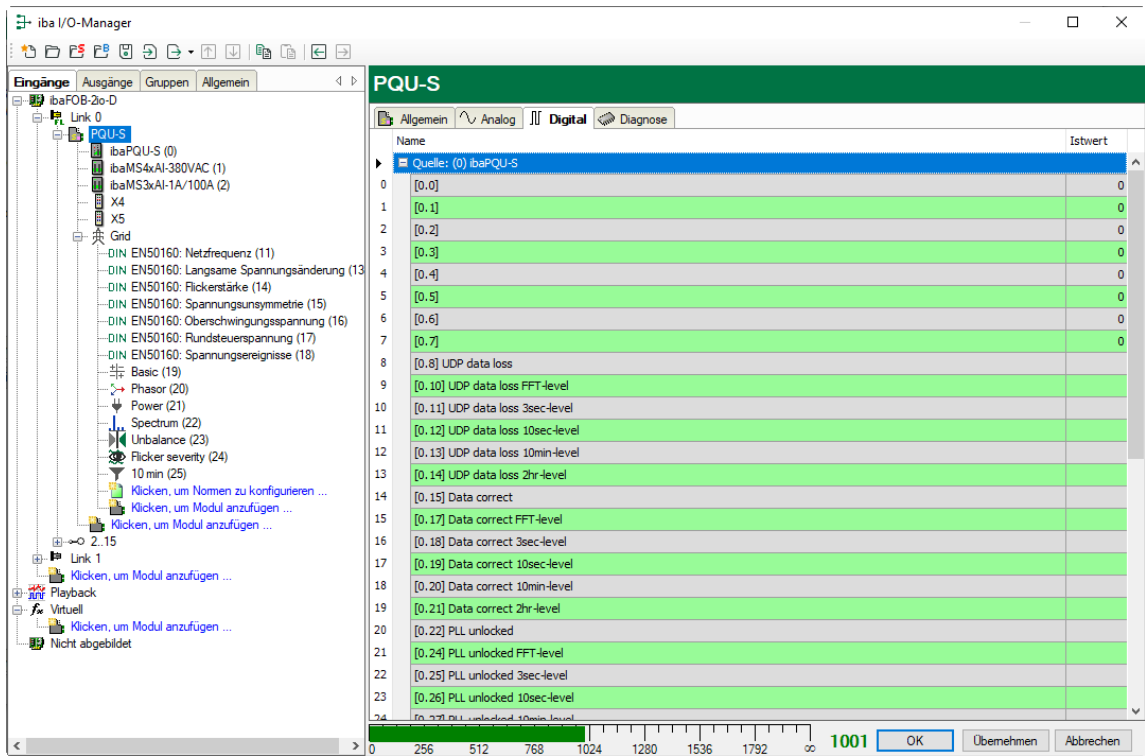 iba I/O-Manager
Eingänge Ausgänge Gruppen Allgemein
ibaFOB-2io-D
Link 0
PQU-S
ibaPQU-S (0)
ibaMS4xAI-380VAC (1)
ibaMS3xAI-1A/100A (2)
X4
X5
Grid
DIN EN50160: Netzfrequenz (11)
DIN EN50160: Langsame Spannungsänderung (13
DIN EN50160: Flickerstärke (14)
DIN EN50160: Spannungsunsymmetrie (15)
DIN EN50160: Oberschwingungsspannung (16)
DIN EN50160: Rundsteuerspannung (17)
DIN EN50160: Spannungsereignisse (18)
Basic (19)
Phasor (20)
Power (21)
Spectrum (22)
Unbalance (23)
Flicker severity (24)
10 min (25)
Klicken, um Normen zu konfigurieren ...
Klicken, um Modul anzufügen ...
Klicken, um Modul anzufügen ...
2..15
Link 1
Klicken, um Modul anzufügen ...
Playback
Virtuell
Klicken, um Modul anzufügen ...
Nicht abgebildet
PQU-S
Allgemein Analog Digital Diagnose
Name Istwert
Quelle: (0) ibaPQU-S
0 [0.0] 0
1 [0.1] 0
2 [0.2] 0
3 [0.3] 0
4 [0.4] 0
5 [0.5] 0
6 [0.6] 0
7 [0.7] 0
8 [0.8] UDP data loss
9 [0.10] UDP data loss FFT-level
10 [0.11] UDP data loss 3sec-level
11 [0.12] UDP data loss 10sec-level
12 [0.13] UDP data loss 10min-level
13 [0.14] UDP data loss 2hr-level
14 [0.15] Data correct
15 [0.17] Data correct FFT-level
16 [0.18] Data correct 3sec-level
17 [0.19] Data correct 10sec-level
18 [0.20] Data correct 10min-level
19 [0.21] Data correct 2hr-level
20 [0.22] PLL unlocked
21 [0.24] PLL unlocked FFT-level
22 [0.25] PLL unlocked 3sec-level
23 [0.26] PLL unlocked 10sec-level
24 [0.27] PLL unlocked 10min-level
0 256 512 768 1024 1280 1536 1792 ∞ 1001 OK Übernehmen Abbrechen